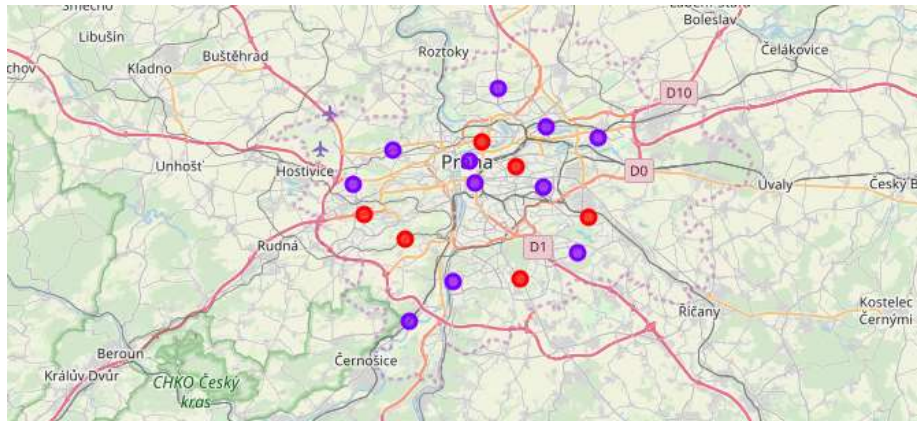 Libušín
Boleslav
Roztoky
Buštěhrad
Čelákovice
Kladno
D10
Praha
Unhošť
Hostivice
D0
Úvaly
Rudná
D1
Říčany
Kostelec
Černými
Beroun
Černošice
Králův Dvůr
CHKO Český
kras